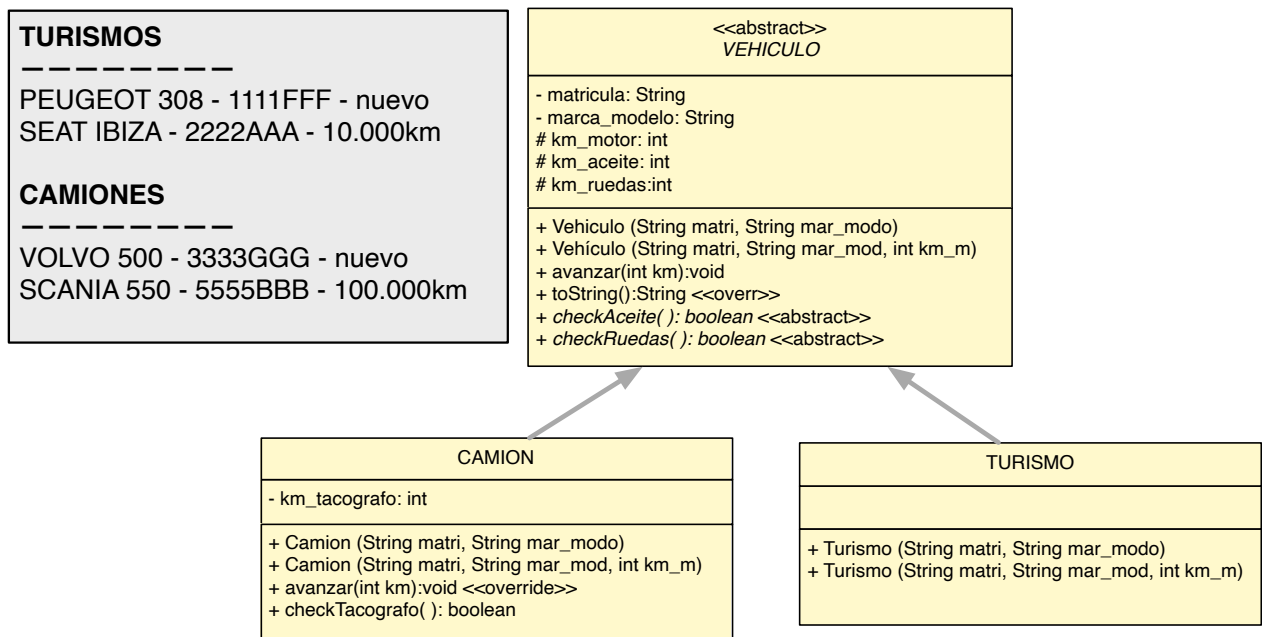 TURISMOS
————————
PEUGEOT 308 - 1111FFF - nuevo
SEAT IBIZA - 2222AAA - 10.000km
CAMIONES
————————
VOLVO 500 - 3333GGG - nuevo
SCANIA 550 - 5555BBB - 100.000km
<<abstract>>
VEHICULO
- matricula: String
- marca_modelo: String
# km_motor: int
# km_aceite: int
# km_ruedas:int
+ Vehiculo (String matri, String mar_modo)
+ Vehículo (String matri, String mar_mod, int km_m)
+ avanzar(int km):void
+ toString():String <<overr>>
+ checkAceite( ): boolean <<abstract>>
+ checkRuedas( ): boolean <<abstract>>
CAMION
- km_tacografo: int
+ Camion (String matri, String mar_modo)
+ Camion (String matri, String mar_mod, int km_m)
+ avanzar(int km):void <<override>>
+ checkTacografo( ): boolean
TURISMO
+ Turismo (String matri, String mar_modo)
+ Turismo (String matri, String mar_mod, int km_m)